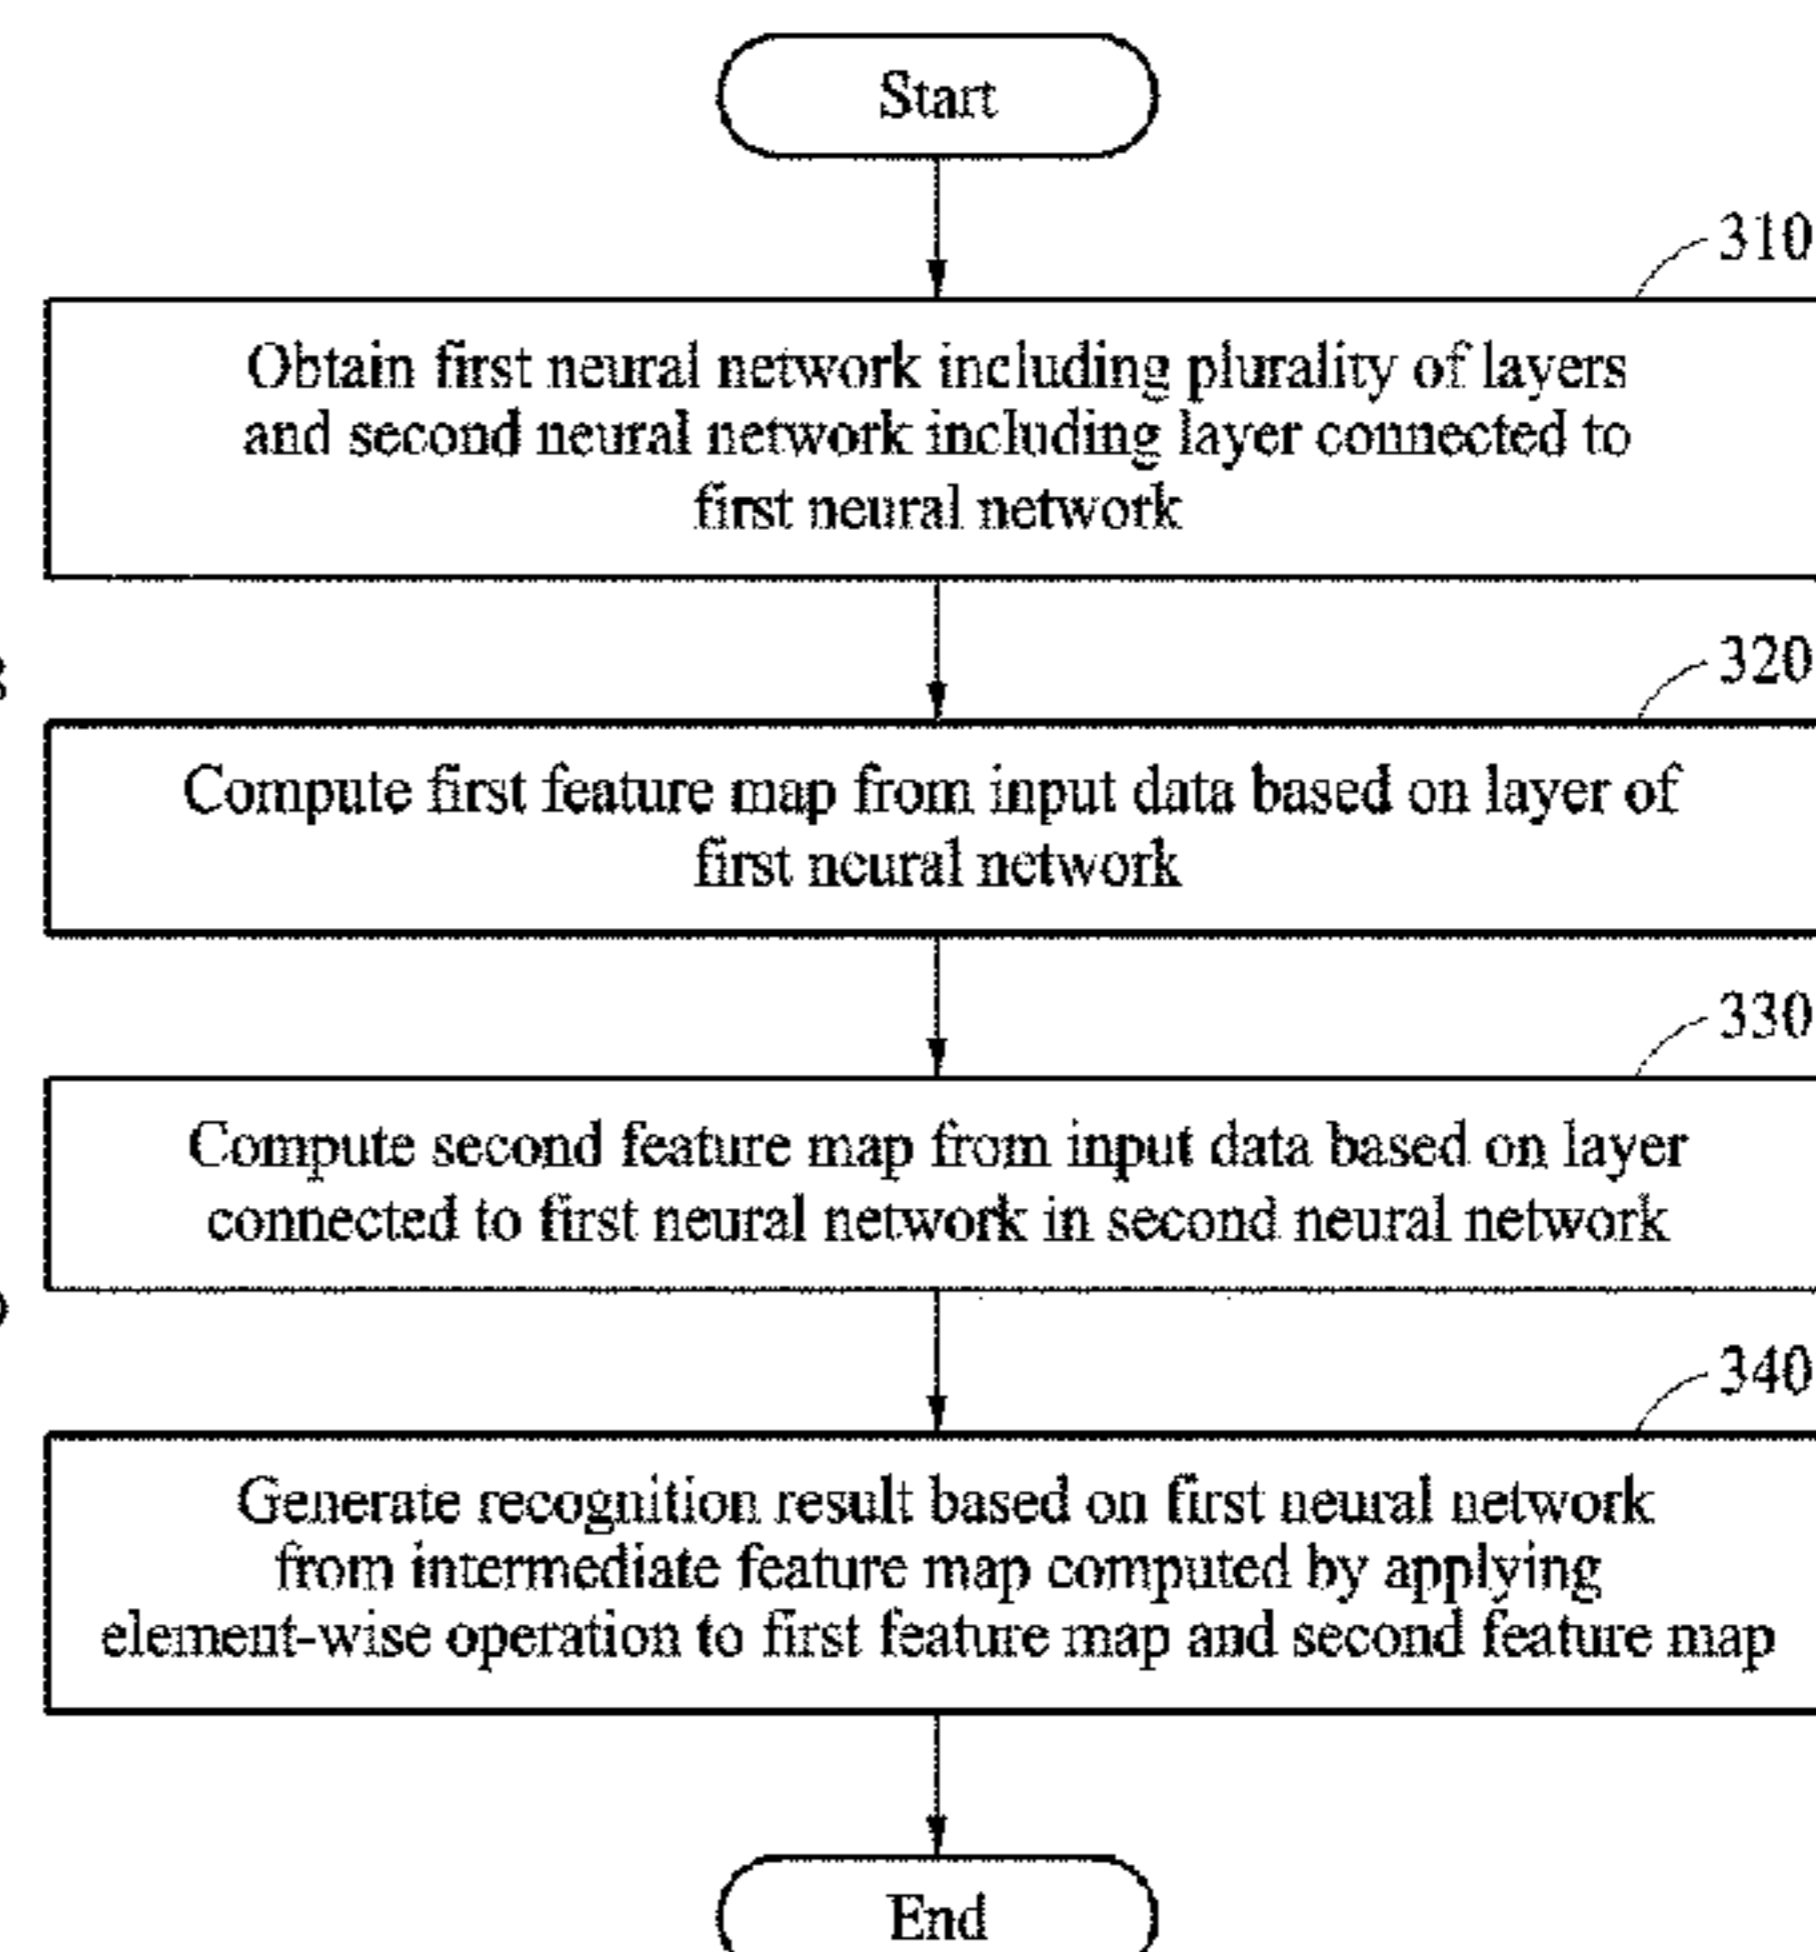 Start
310
Obtain first neural network including plurality of layers
and second neural network including layer connected to
first neural network
320
Compute first feature map from input data based on layer of
first neural network
330
Compute second feature map from input data based on layer
connected to first neural network in second neural network
340
Generate recognition result based on first neural network
from intermediate feature map computed by applying
element-wise operation to first feature map and second feature map
End